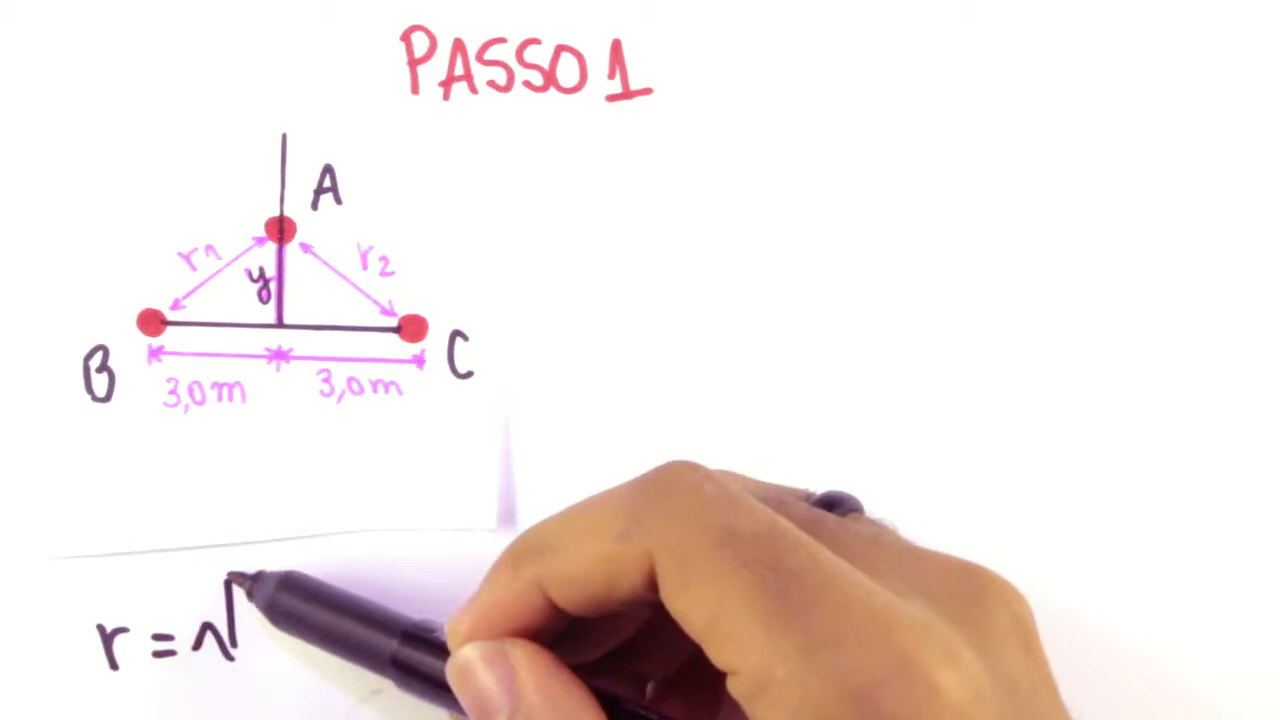 PASSO 1
A
r1
r2
y
B
C
3,0m
3,0m
r = √